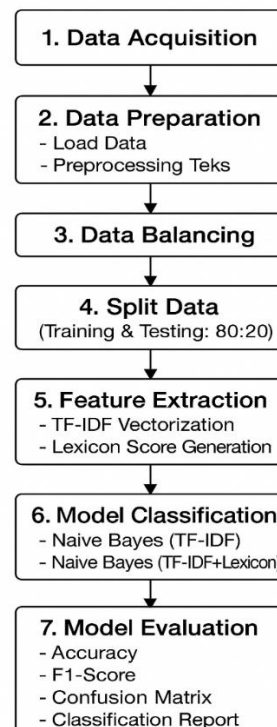 1. Data Acquisition
2. Data Preparation
- Load Data
- Preprocessing Teks
3. Data Balancing
4. Split Data
(Training & Testing: 80:20)
5. Feature Extraction
- TF-IDF Vectorization
- Lexicon Score Generation
6. Model Classification
- Naive Bayes (TF-IDF)
- Naive Bayes (TF-IDF+Lexicon)
7. Model Evaluation
- Accuracy
- F1-Score
- Confusion Matrix
- Classification Report